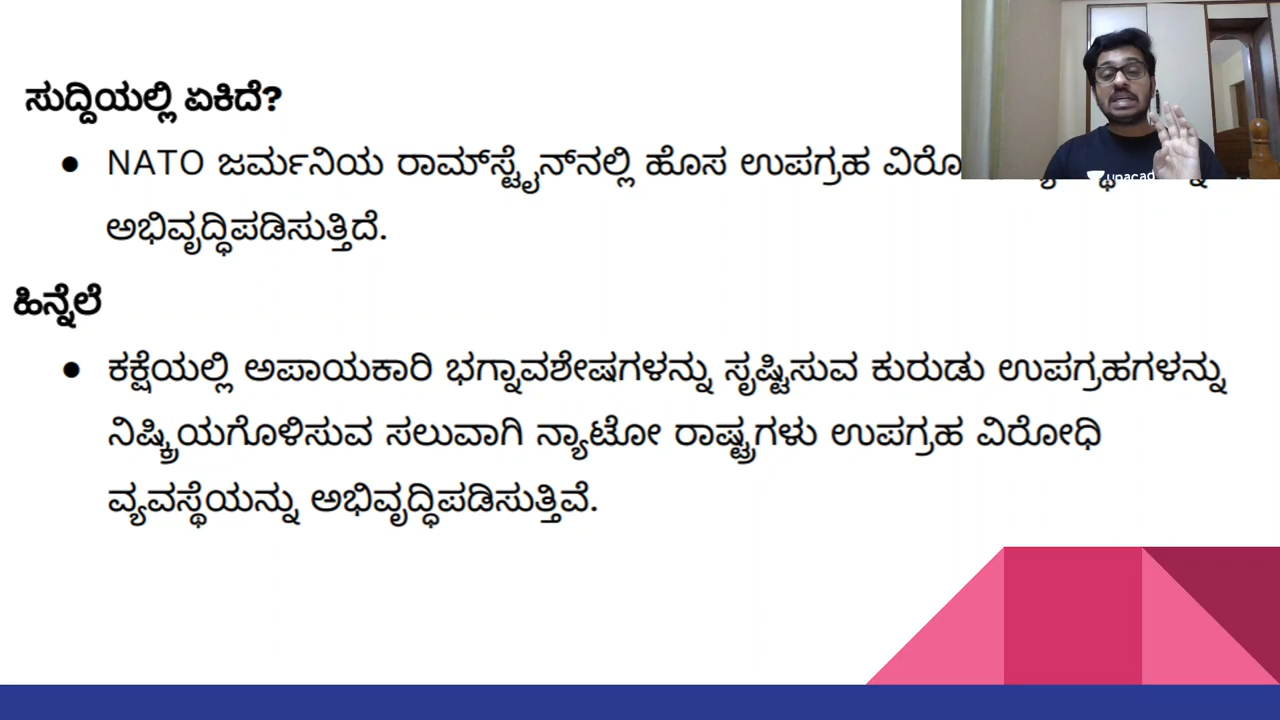 ಸುದ್ದಿಯಲ್ಲಿ ಏಕಿದೆ?
● NATO ಜರ್ಮನಿಯ ರಾಮ್‌ಸ್ಟೈನ್‌ನಲ್ಲಿ ಹೊಸ ಉಪಗ್ರಹ
ಅಭಿವೃದ್ಧಿಪಡಿಸುತ್ತಿದೆ.
ಹಿನ್ನೆಲೆ
● ಕಕ್ಷೆಯಲ್ಲಿ ಅಪಾಯಕಾರಿ ಭಗ್ನಾವಶೇಷಗಳನ್ನು ಸೃಷ್ಟಿಸುವ ಕುರುಡು ಉಪಗ್ರಹಗಳನ್ನು
ನಿಷ್ಕ್ರಿಯಗೊಳಿಸುವ ಸಲುವಾಗಿ ನ್ಯಾಟೋ ರಾಷ್ಟ್ರಗಳು ಉಪಗ್ರಹ ವಿರೋಧಿ
ವ್ಯವಸ್ಥೆಯನ್ನು ಅಭಿವೃದ್ಧಿಪಡಿಸುತ್ತಿವೆ.